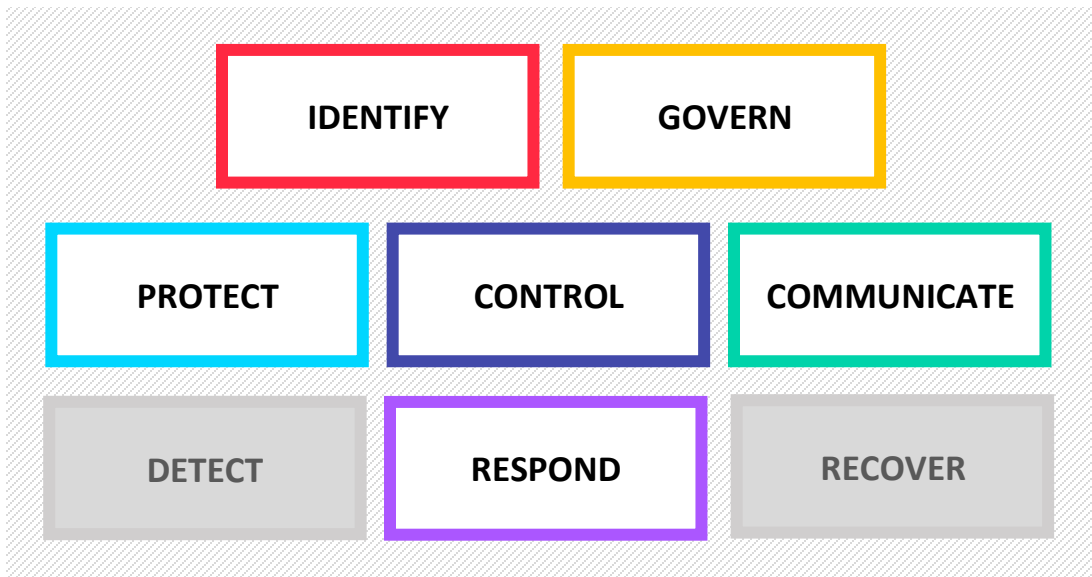 IDENTIFY
GOVERN
PROTECT
CONTROL
COMMUNICATE
DETECT
RESPOND
RECOVER